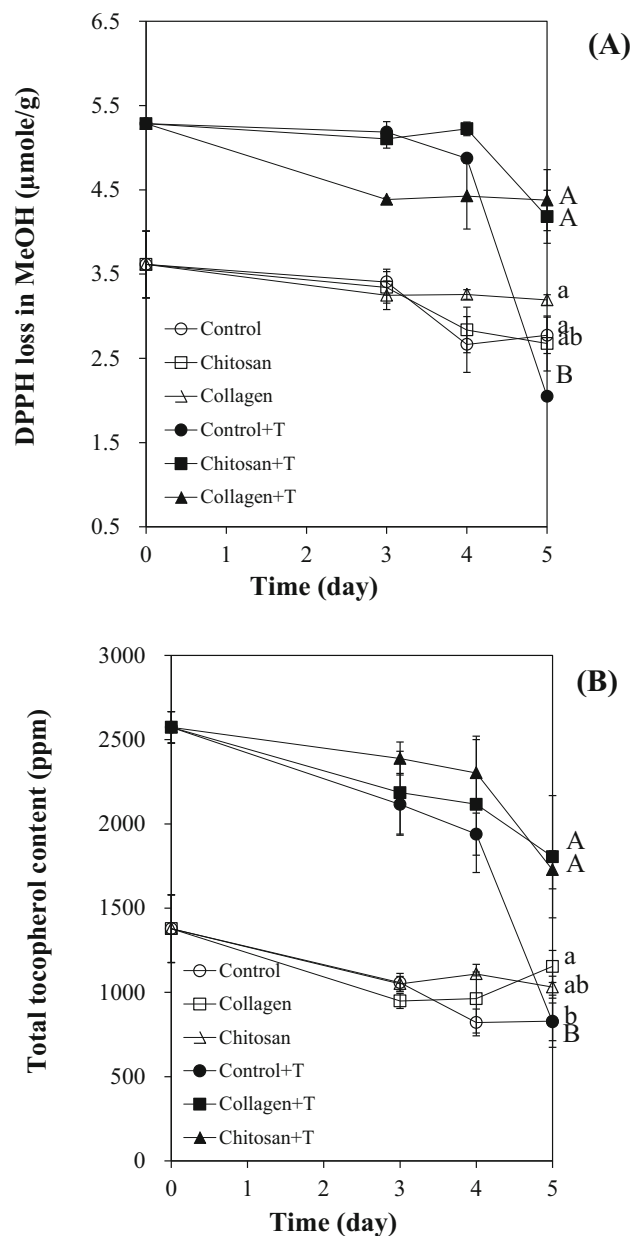 (A)
DPPH loss in MeOH (µmole/g)
5.5
4.5
3.5
2.5
1.5
0.5
A
A
a
a
ab
B
Control
Chitosan
Collagen
Control+T
Chitosan+T
Collagen+T
0 1 2 3 4 5
Time (day)
(B)
Total tocopherol content (ppm)
3000
2500
2000
1500
1000
500
0
A
A
a
ab
b
B
Control
Collagen
Chitosan
Control+T
Collagen+T
Chitosan+T
0 1 2 3 4 5
Time (day)